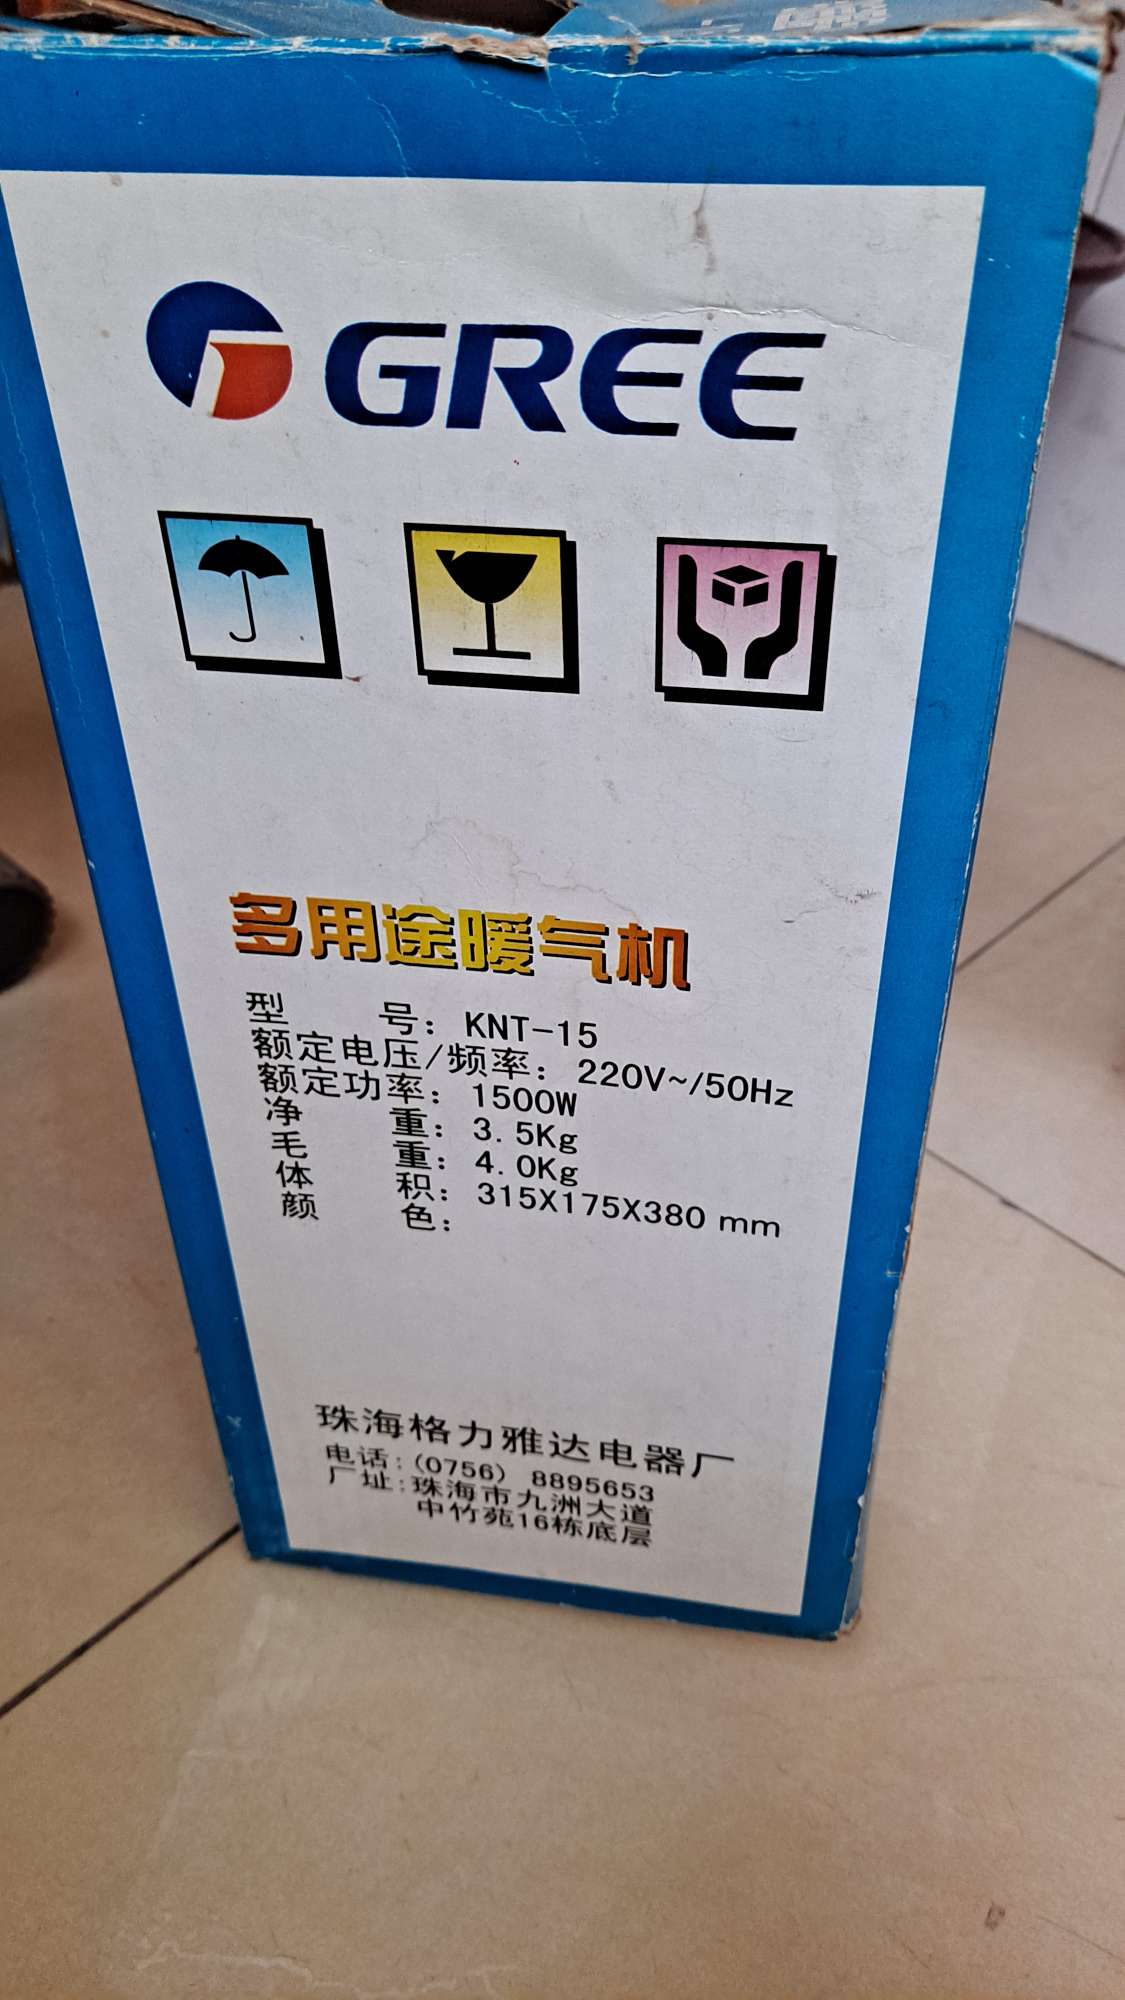 GREE
多用途暖气机
型 号：KNT-15
额定电压/频率：220V~/50Hz
额定功率：1500W
净 重：3.5Kg
毛 重：4.0Kg
体 积：315X175X380 mm
颜 色：
珠海格力雅达电器厂
电话：(0756) 8895653
厂址：珠海市九洲大道
中竹苑16栋底层